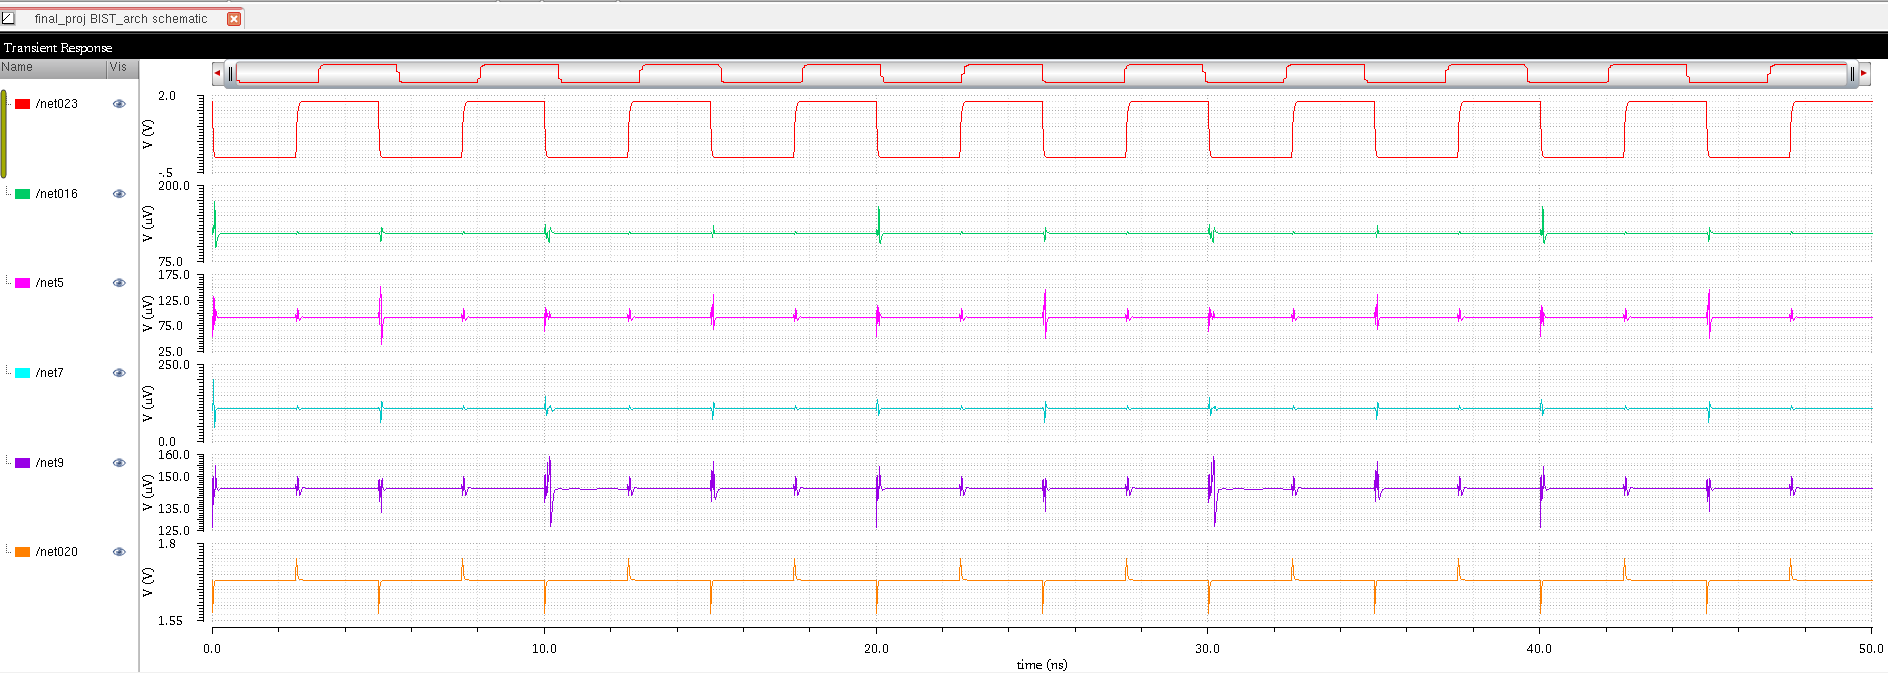 final_proj BIST_arch schematic
Transient Response
Name Vis
/net023
2.0
V (V)
-.5
/net016
200.0
V (uV)
75.0
/net5
175.0
125.0
V (uV)
75.0
25.0
/net7
250.0
V (uV)
0.0
/net9
160.0
150.0
V (uV)
135.0
125.0
/net020
1.8
V (V)
1.55
0.0 10.0 20.0 30.0 40.0 50.0
time (ns)